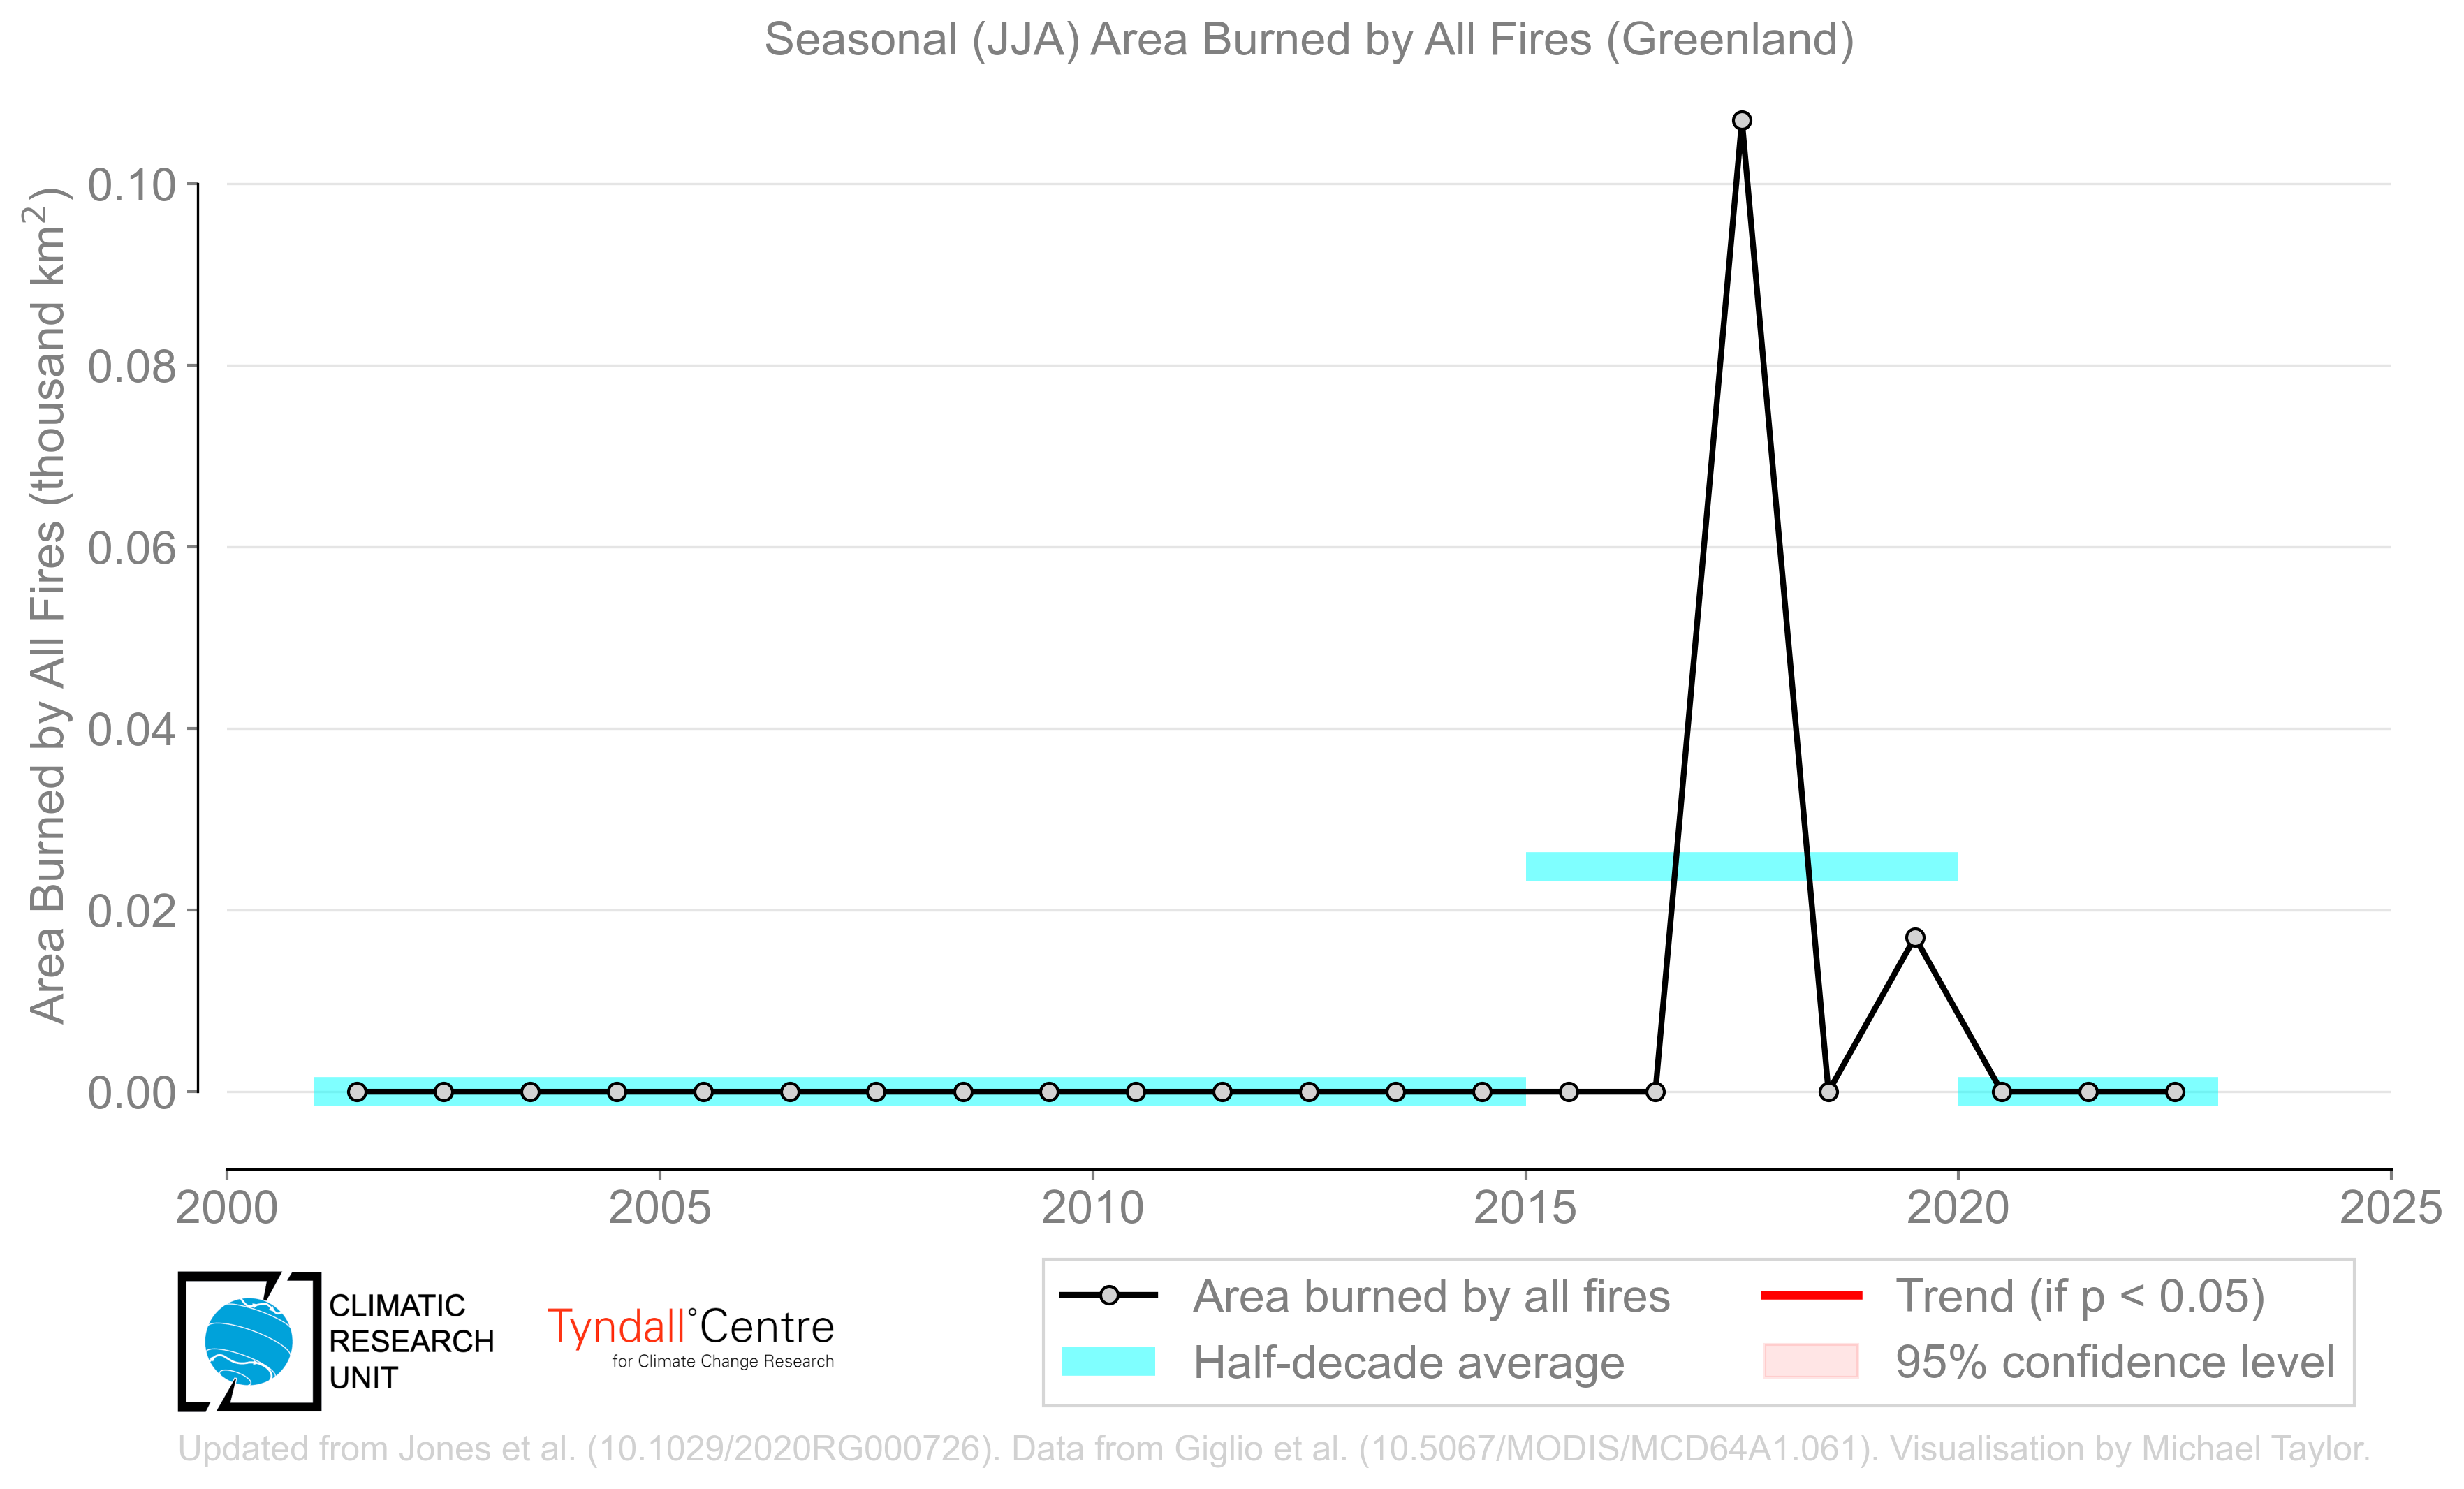 Seasonal (JJA) Area Burned by All Fires (Greenland)
Area Burned by All Fires (thousand km²)
0.10
0.08
0.06
0.04
0.02
0.00
2000 2005 2010 2015 2020 2025
CLIMATIC
RESEARCH
UNIT
Tyndall°Centre
for Climate Change Research
Area burned by all fires
Half-decade average
Trend (if p < 0.05)
95% confidence level
Updated from Jones et al. (10.1029/2020RG000726). Data from Giglio et al. (10.5067/MODIS/MCD64A1.061). Visualisation by Michael Taylor.